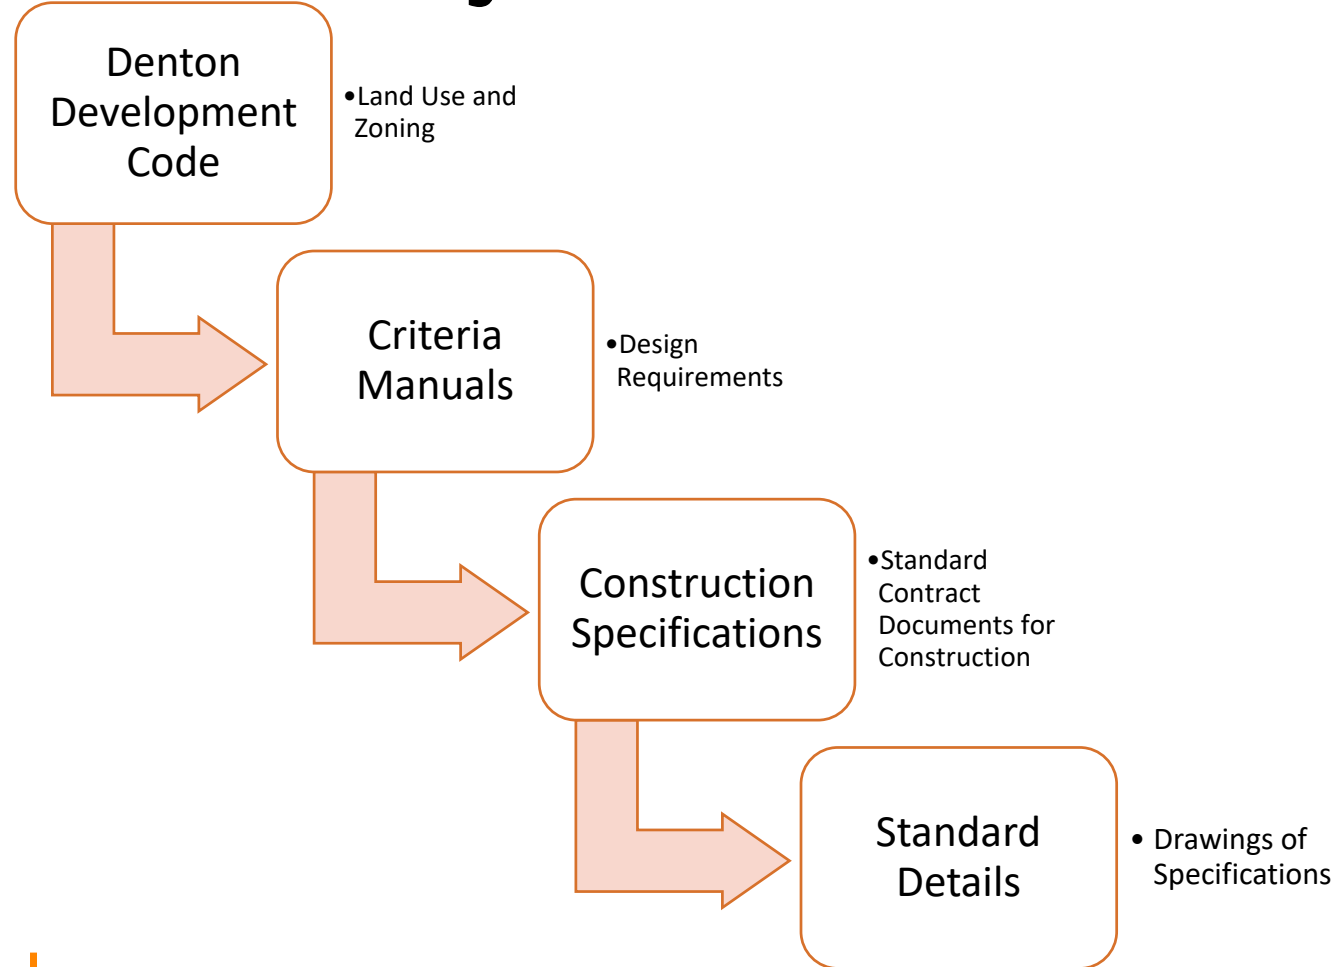 Denton
Development
Code
•Land Use and
Zoning
Criteria
Manuals
•Design
Requirements
Construction
Specifications
•Standard
Contract
Documents for
Construction
Standard
Details
• Drawings of
Specifications